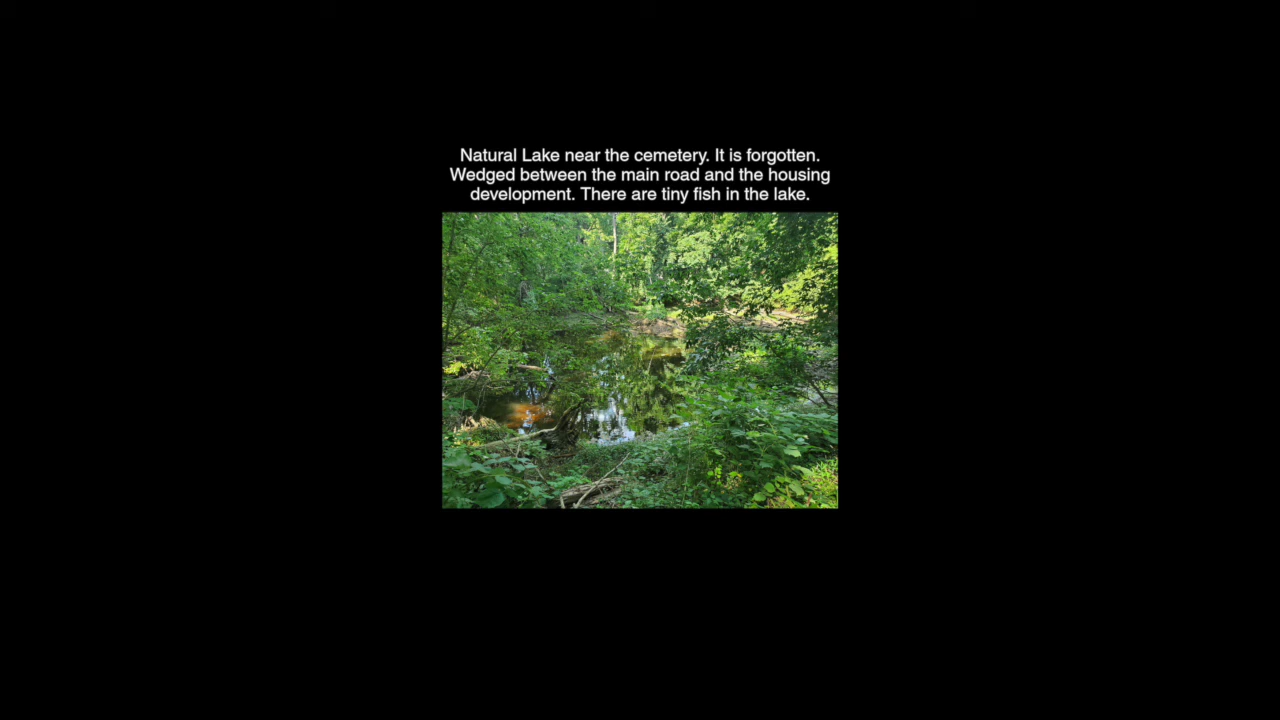 Natural Lake near the cemetery. It is forgotten.
Wedged between the main road and the housing
development. There are tiny fish in the lake.